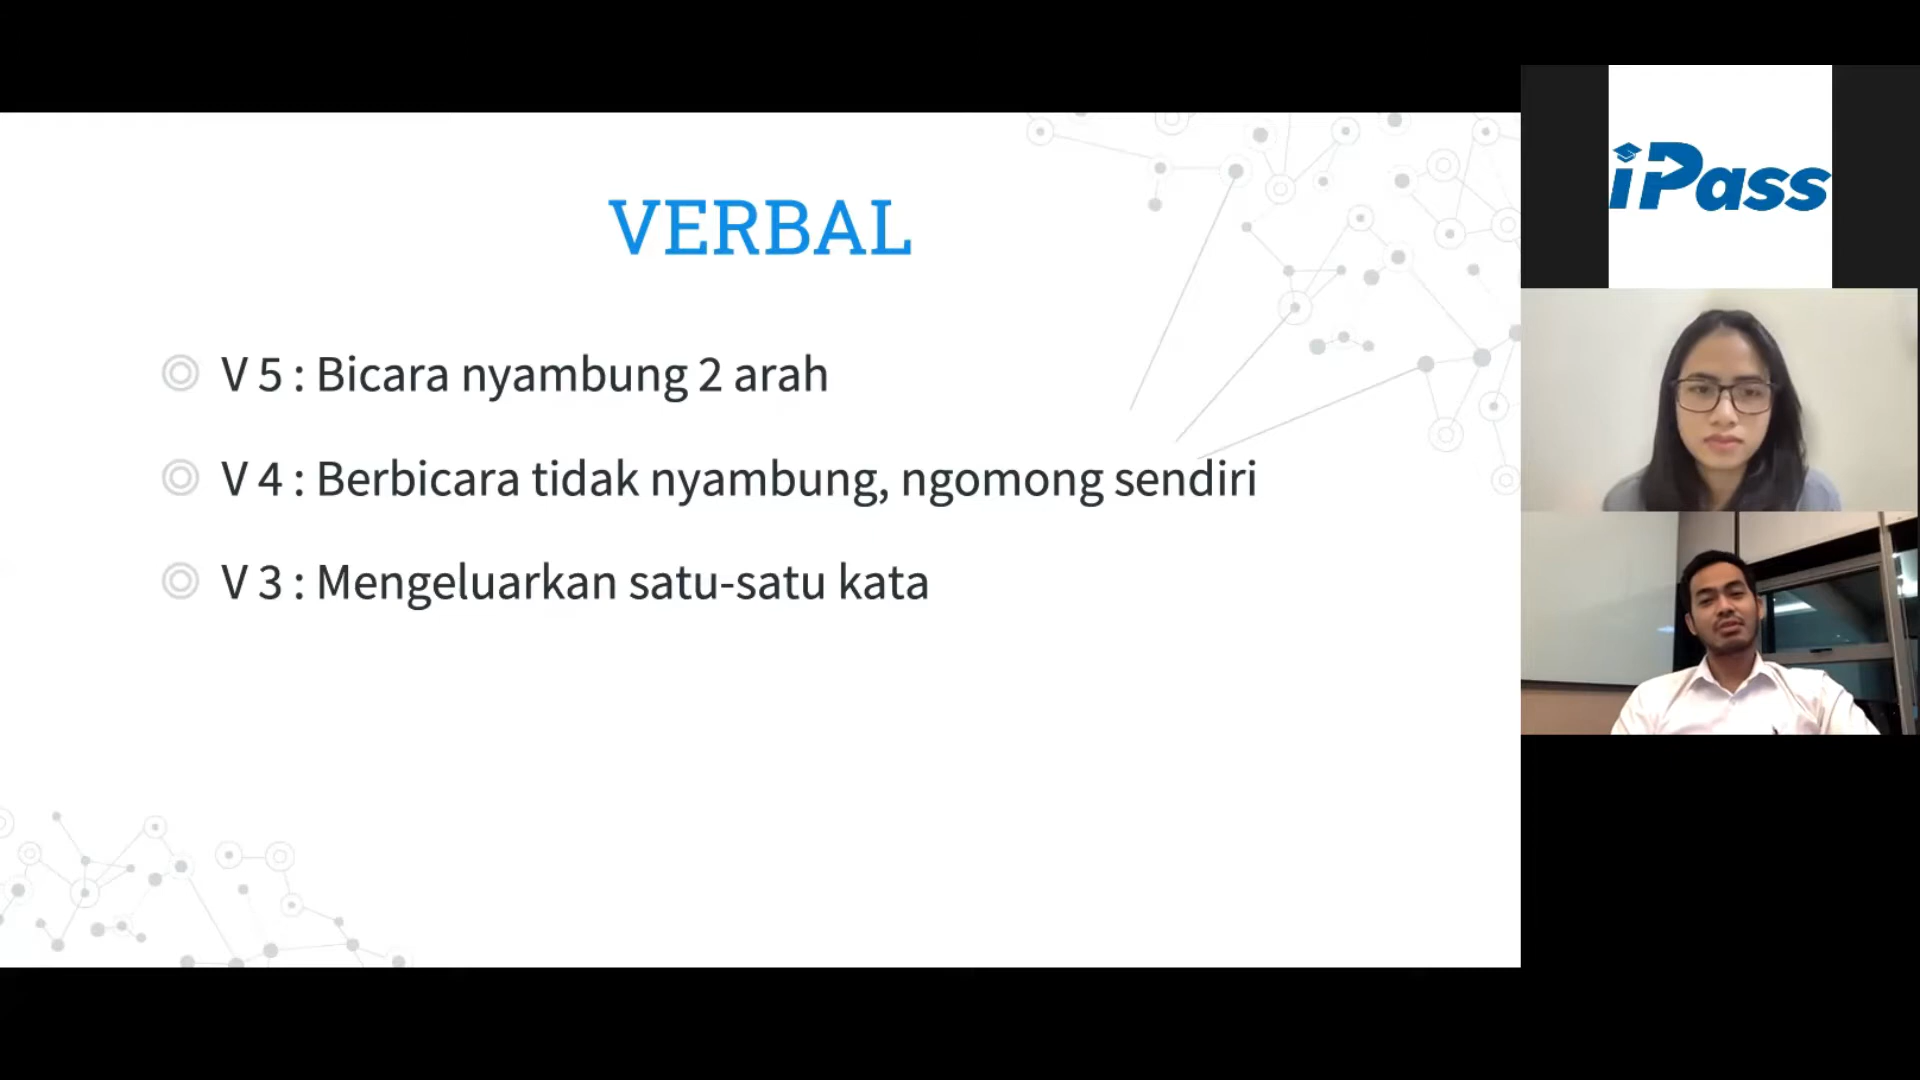 VERBAL
V 5 : Bicara nyambung 2 arah
V 4 : Berbicara tidak nyambung, ngomong sendiri
V 3 : Mengeluarkan satu-satu kata
iPass